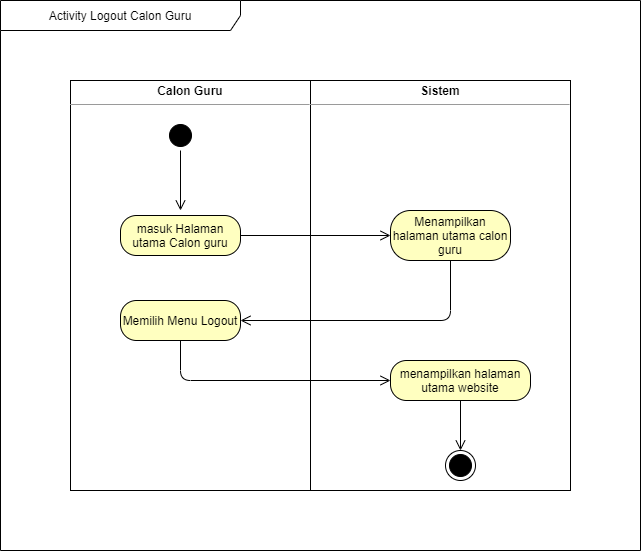 Activity Logout Calon Guru
Calon Guru
Sistem
masuk Halaman
utama Calon guru
Menampilkan
halaman utama calon
guru
Memilih Menu Logout
menampilkan halaman
utama website